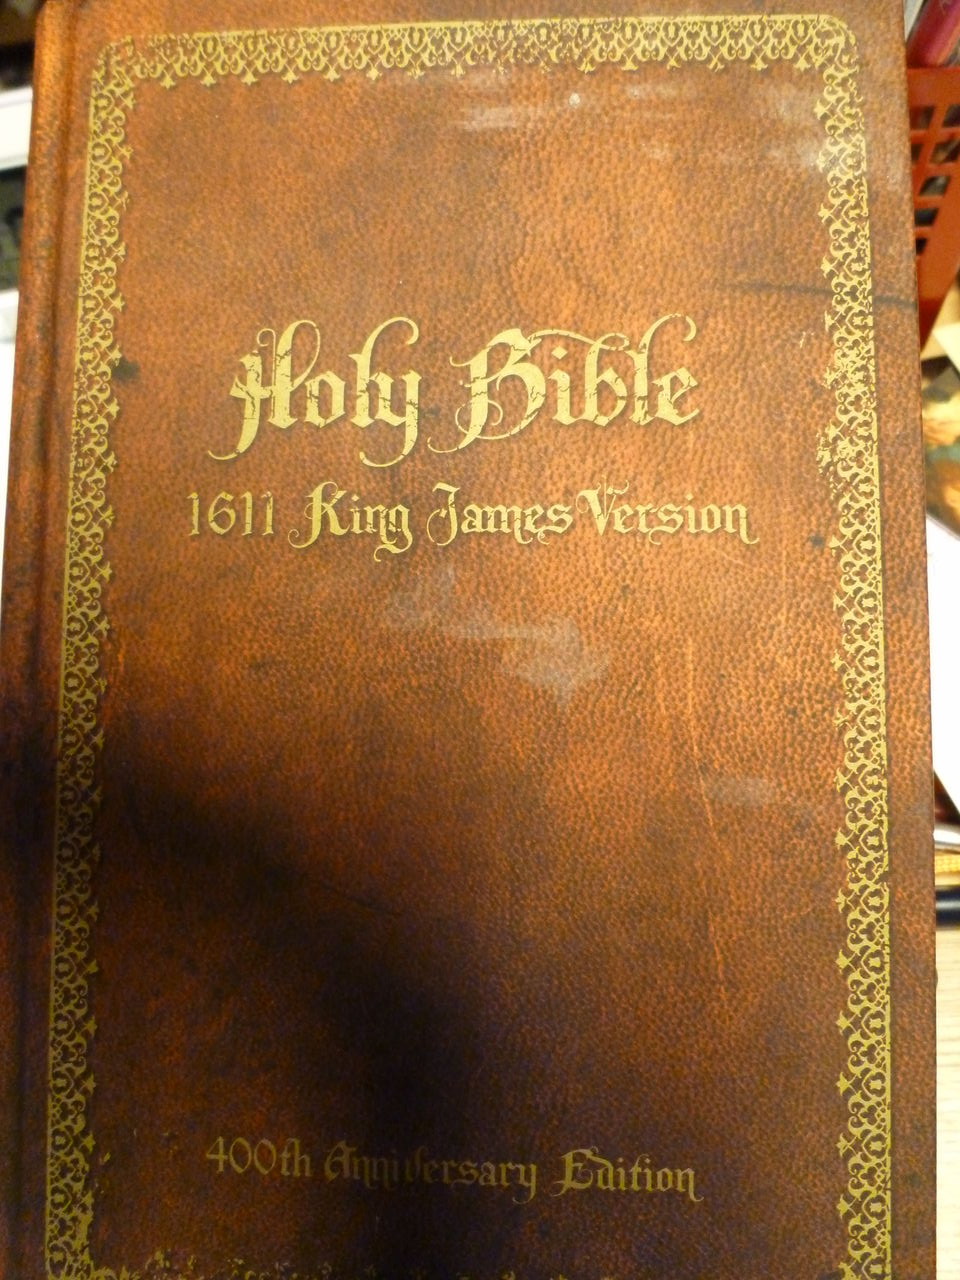 Holy Bible
1611 King James Version
400th Anniversary Edition